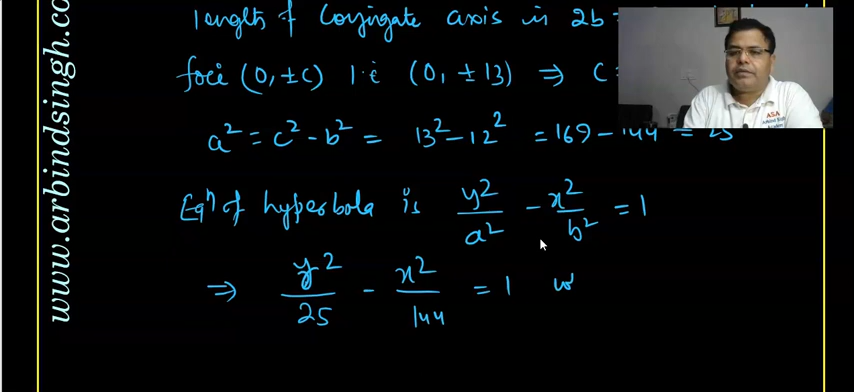 length of Conjugate axis is 2b =
foci (0, ±c) i.e (0, ±13) ⇒ c =
a² = c² - b² = 13² - 12² = 169 - 144 = 25
Eqⁿ of hyperbola is y²/a² - x²/b² = 1
⇒ y²/25 - x²/144 = 1
www.arbindsingh.co
ASA